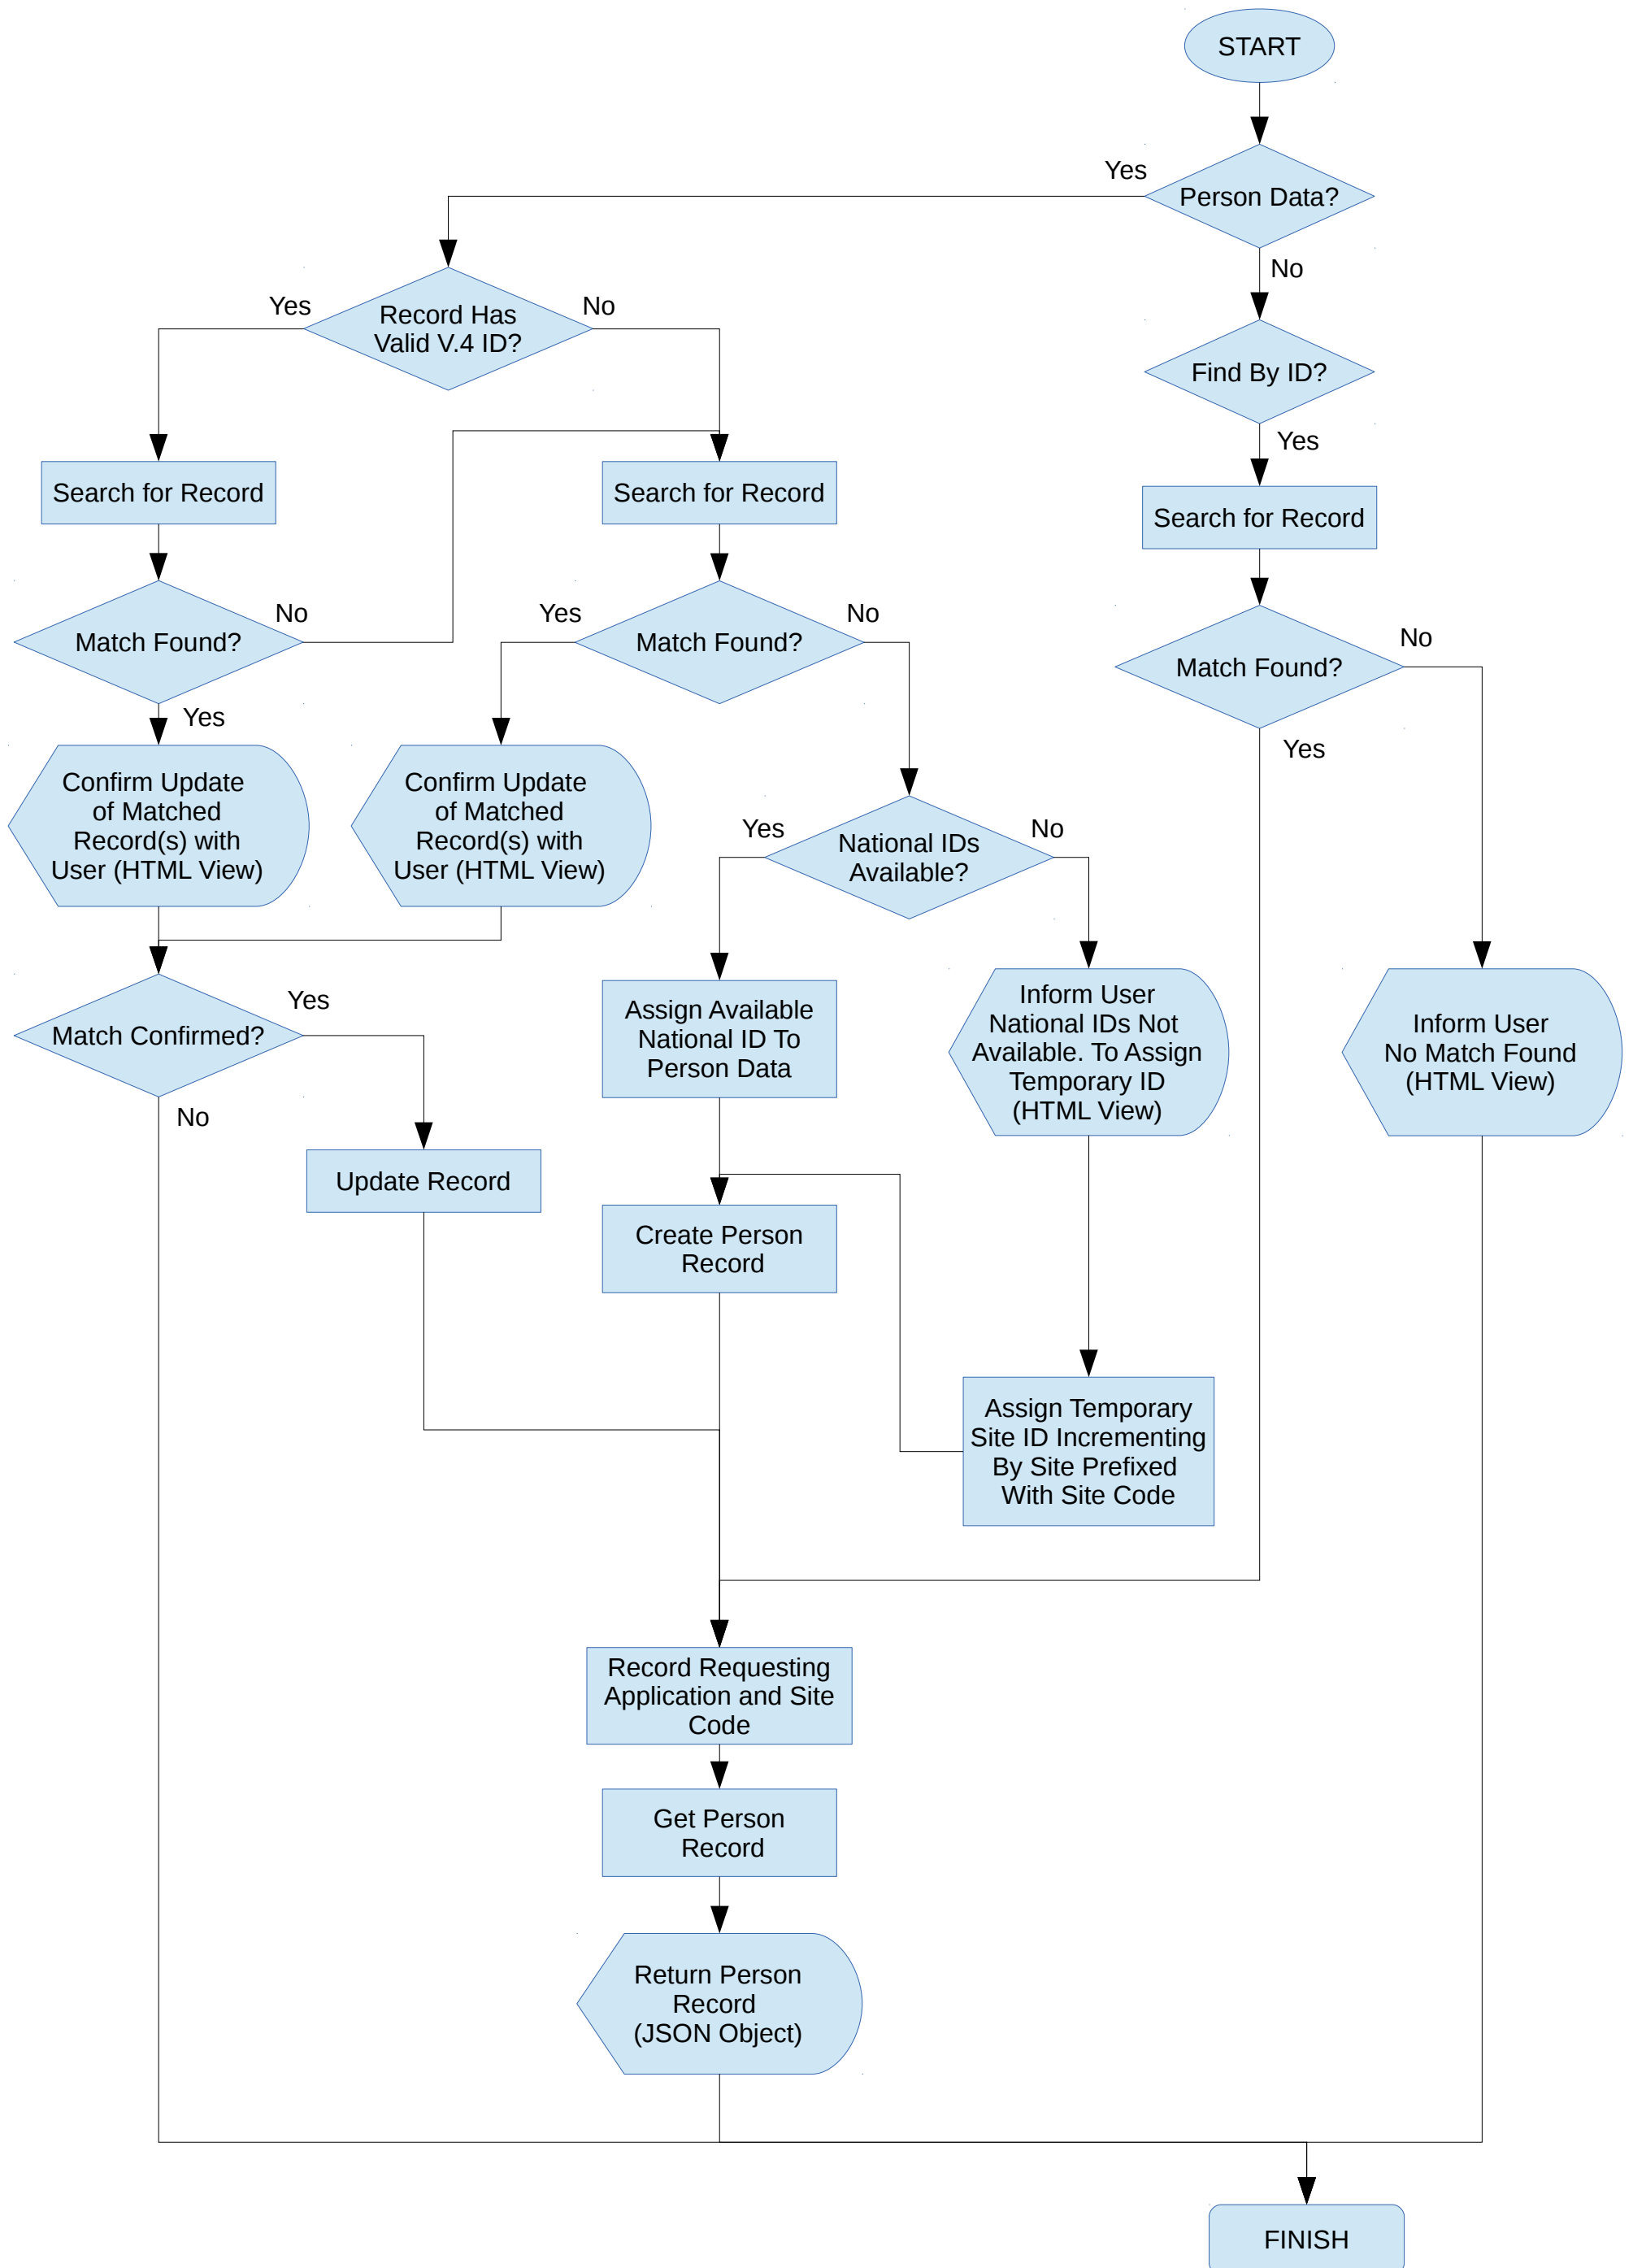 START
Yes
Person Data?
No
Yes
Record Has
Valid V.4 ID?
No
Find By ID?
Yes
Search for Record
Search for Record
Search for Record
Match Found?
No
Yes
Yes
Match Found?
No
Match Found?
No
Yes
Confirm Update
of Matched
Record(s) with
User (HTML View)
Confirm Update
of Matched
Record(s) with
User (HTML View)
Yes
National IDs
Available?
No
Match Confirmed?
Yes
No
Assign Available
National ID To
Person Data
Inform User
National IDs Not
Available. To Assign
Temporary ID
(HTML View)
Inform User
No Match Found
(HTML View)
Update Record
Create Person
Record
Assign Temporary
Site ID Incrementing
By Site Prefixed
With Site Code
Record Requesting
Application and Site
Code
Get Person
Record
Return Person
Record
(JSON Object)
FINISH